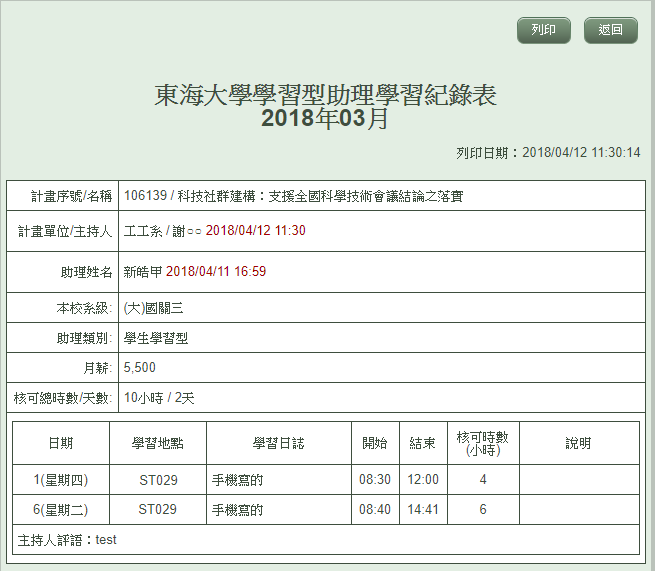 列印 返回
東海大學學習型助理學習紀錄表
2018年03月
列印日期：2018/04/12 11:30:14
計畫序號/名稱 106139 / 科技社群建構：支援全國科學技術會議結論之落實
計畫單位/主持人 工工系 / 謝○○ 2018/04/12 11:30
助理姓名 新皓甲 2018/04/11 16:59
本校系級: (大)國關三
助理類別: 學生學習型
月薪: 5,500
核可總時數/天數: 10小時 / 2天
日期 學習地點 學習日誌 開始 結束 核可時數 說明
(小時)
1(星期四) ST029 手機寫的 08:30 12:00 4
6(星期二) ST029 手機寫的 08:40 14:41 6
主持人評語：test